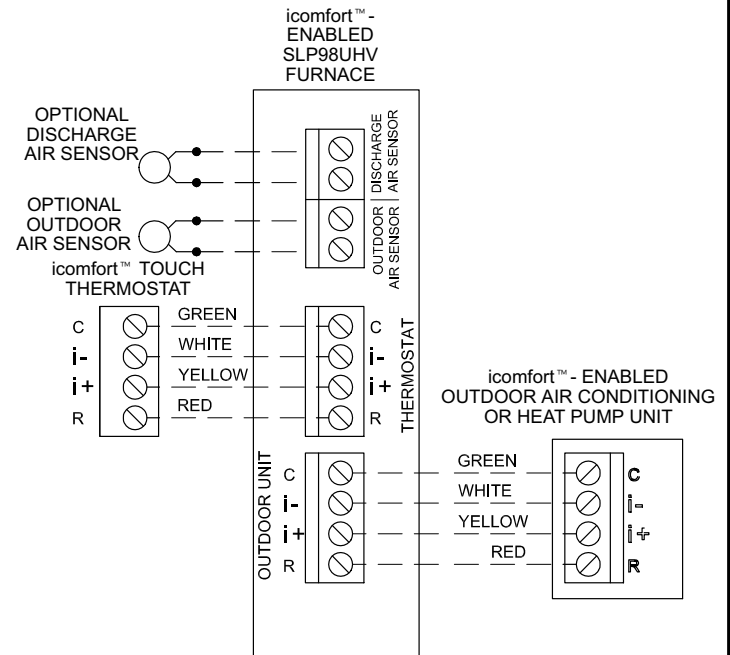 icomfort™-
ENABLED
SLP98UHV
FURNACE
OPTIONAL
DISCHARGE
AIR SENSOR
DISCHARGE
AIR SENSOR
OPTIONAL
OUTDOOR
AIR SENSOR
OUTDOOR
AIR SENSOR
icomfort™ TOUCH
THERMOSTAT
C
i-
i+
R
GREEN
WHITE
YELLOW
RED
C
i-
i+
R
THERMOSTAT
icomfort™- ENABLED
OUTDOOR AIR CONDITIONING
OR HEAT PUMP UNIT
OUTDOOR UNIT
C
i-
i+
R
GREEN
WHITE
YELLOW
RED
C
i-
i+
R